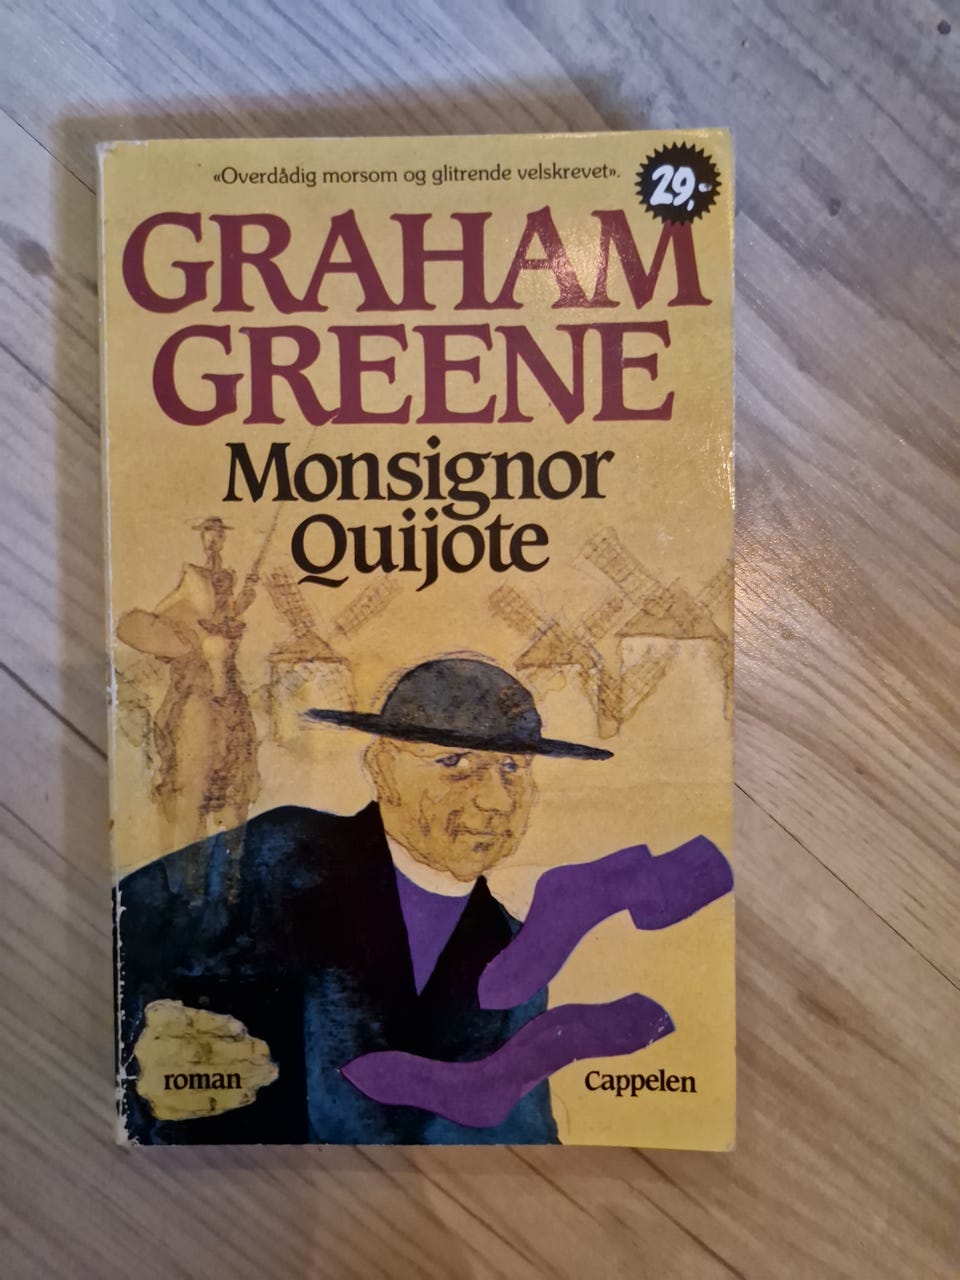 «Overdådig morsom og glitrende velskrevet».
29,-
GRAHAM
GREENE
Monsignor
Quijote
roman
Cappelen